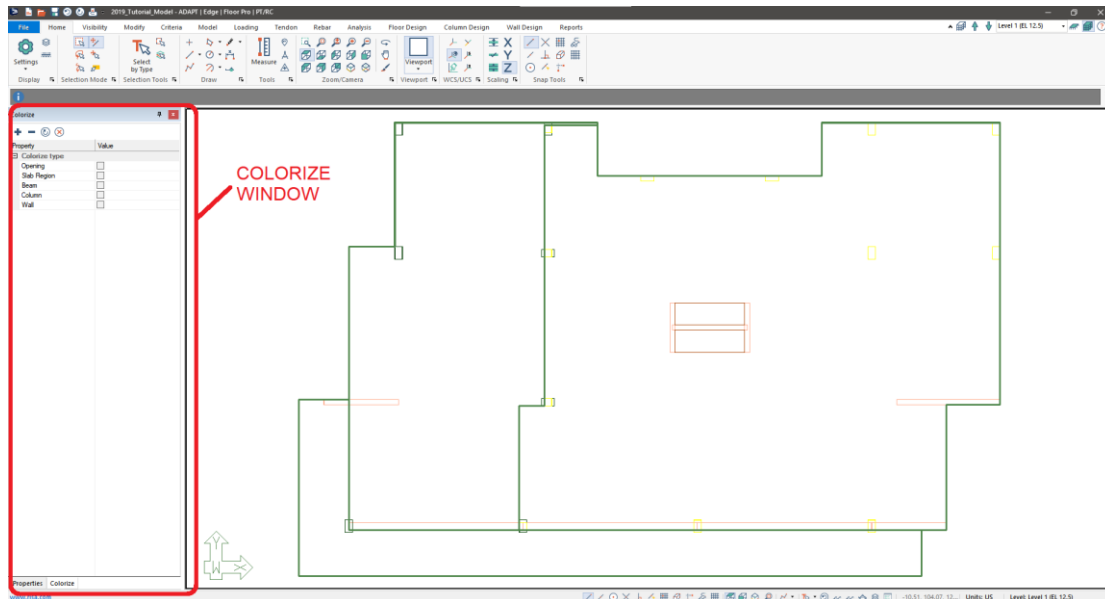 2019_Tutorial_Model - ADAPT | Edge | Floor Pro | PT/RC
File Home Visibility Modify Criteria Model Loading Tendon Rebar Analysis Floor Design Column Design Wall Design Reports
Level 1 (EL 12.5)
Settings
Select
by Type
Measure
Viewport
X
Y
Z
Display Selection Mode Selection Tools Draw Tools Zoom/Camera Viewport WCS/UCS Scaling Snap Tools
Colorize
Property Value
Colorize type
Opening
Slab Region
Beam
Column
Wall
COLORIZE
WINDOW
Y
W X
Properties Colorize
Units: US Level: Level 1 (EL 12.5)